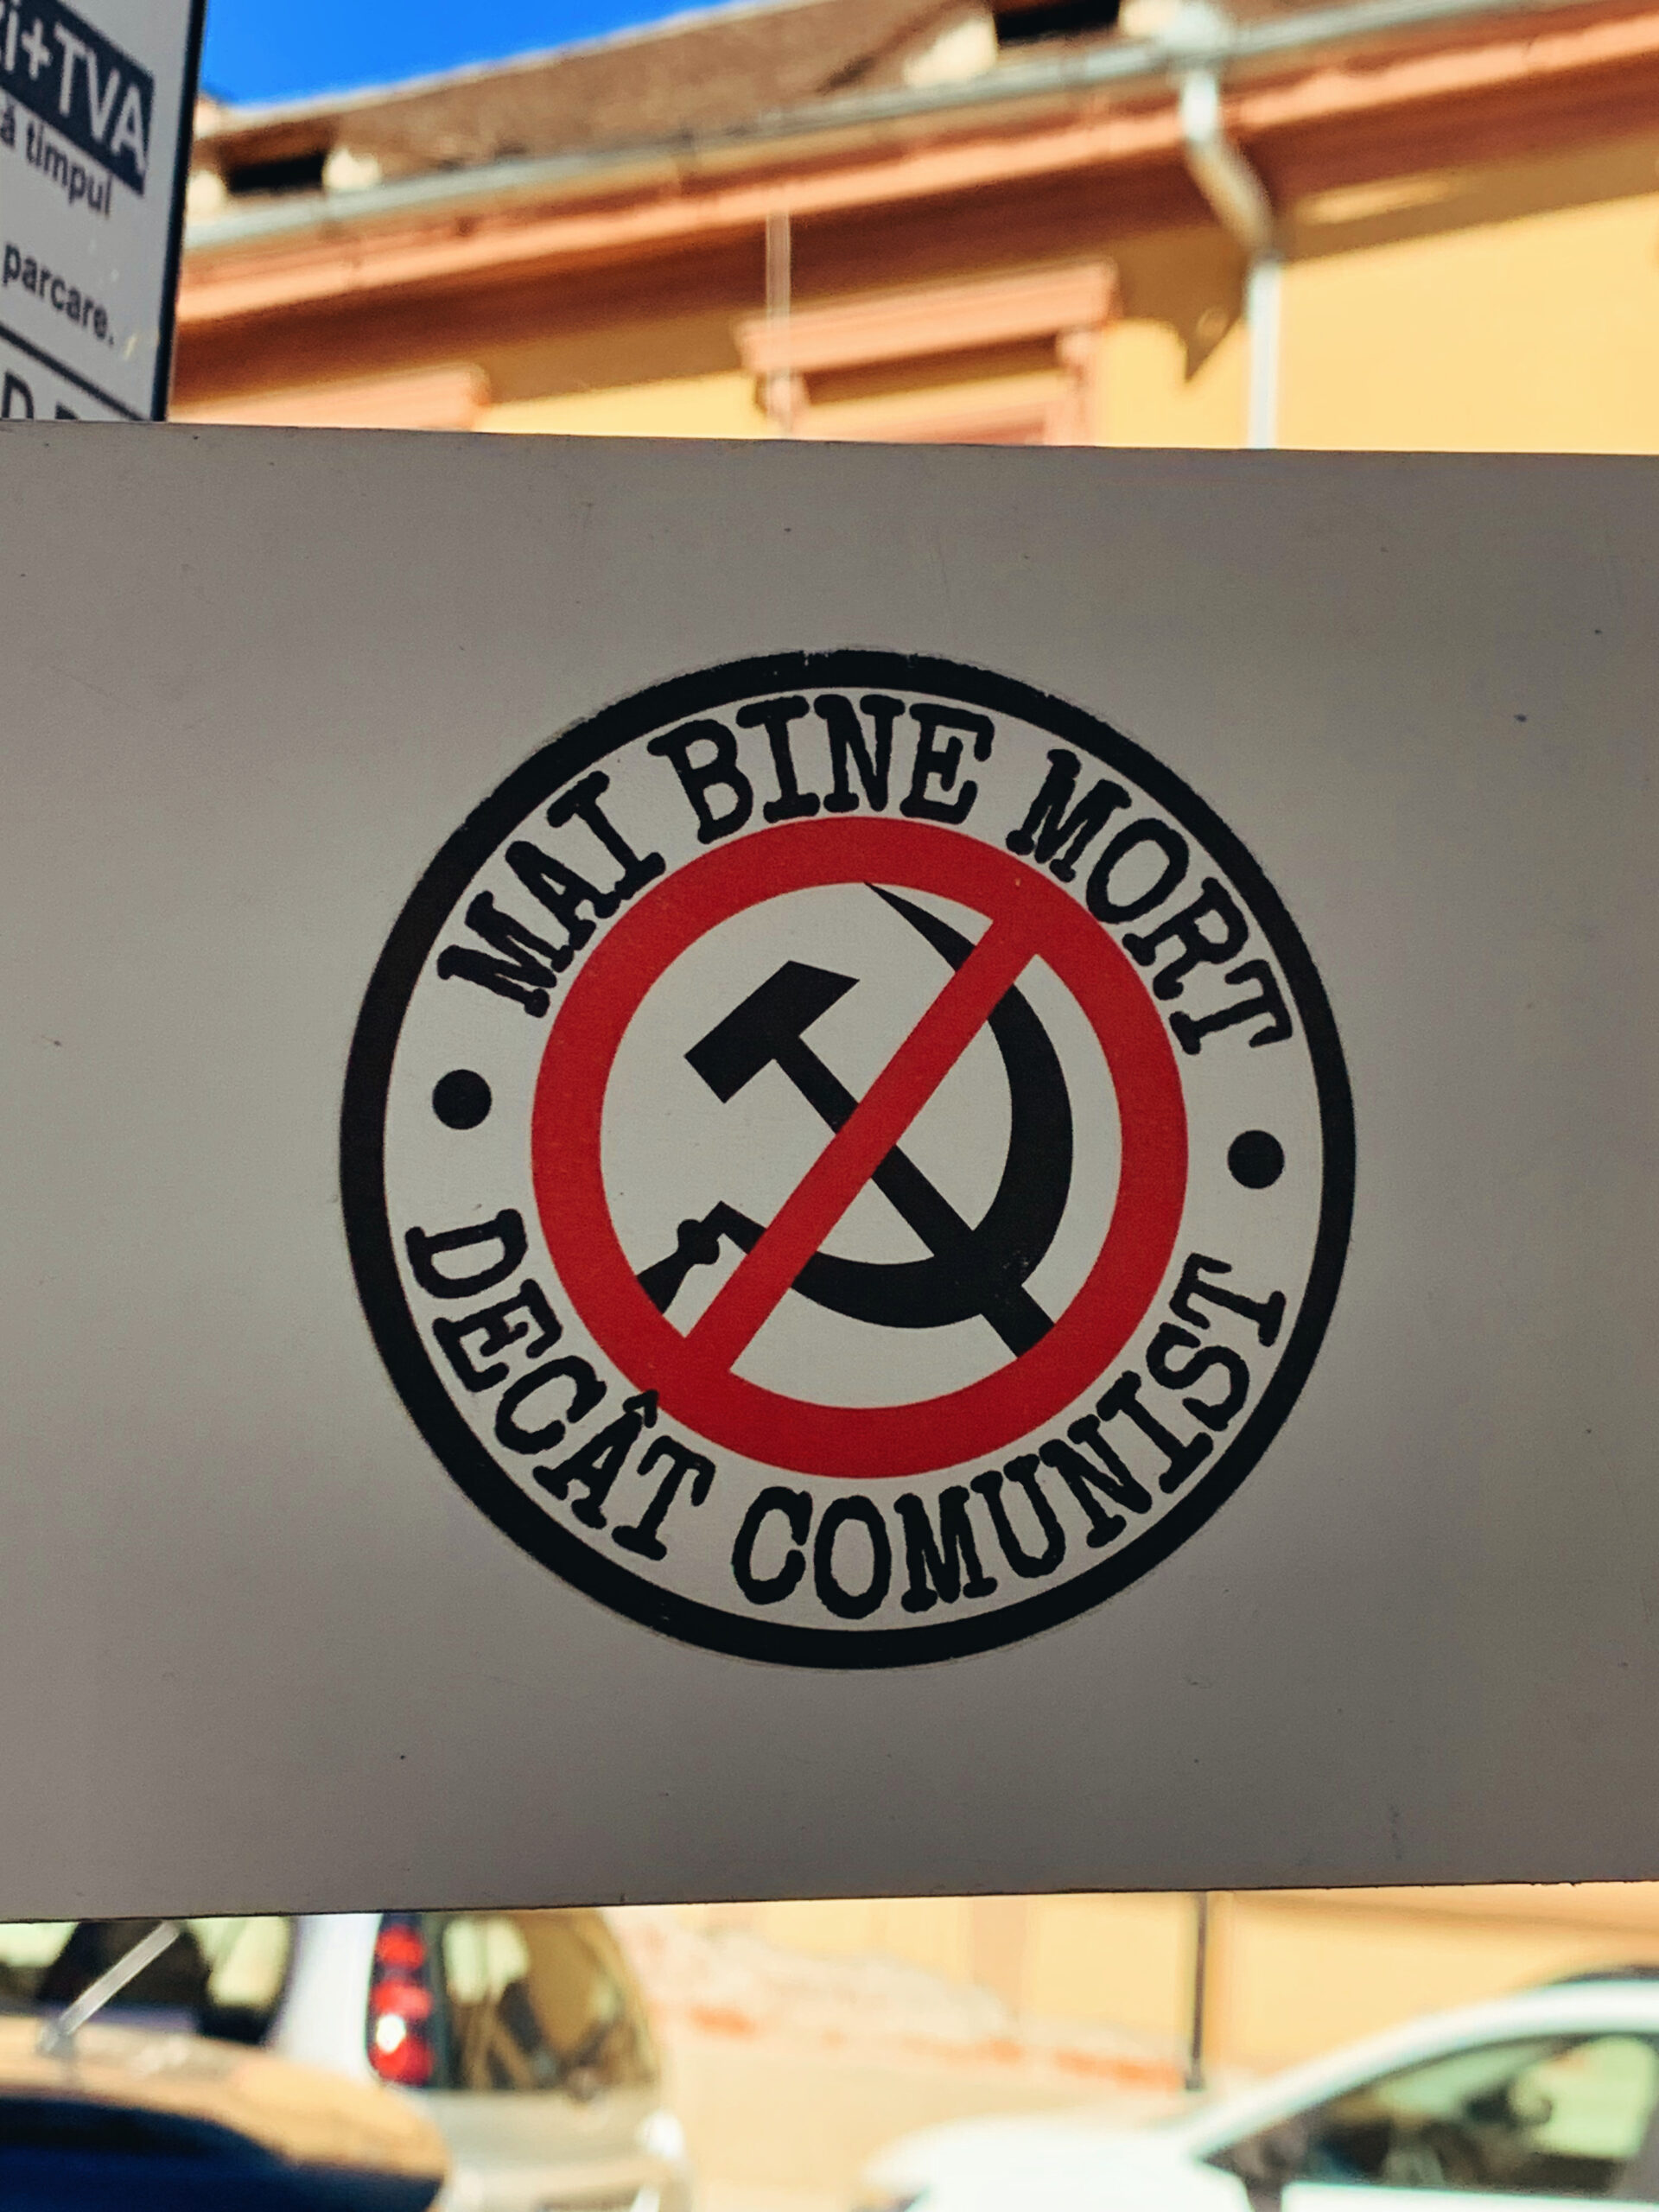 +TVA
timpul
parcare.
MAI BINE MORT
DECÂT COMUNIST